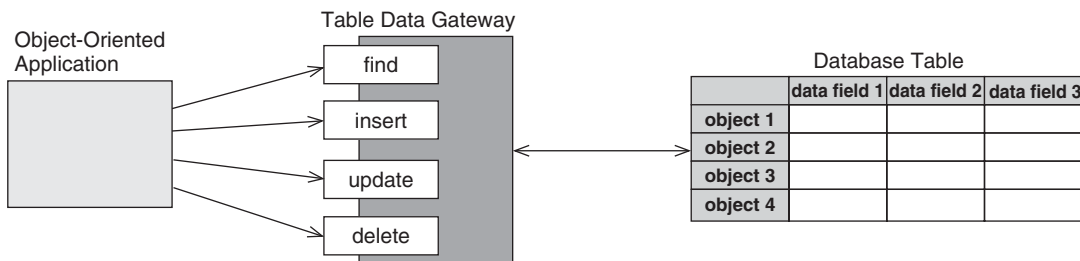 Table Data Gateway
Object-Oriented
Application
find
insert
update
delete
Database Table
data field 1 data field 2 data field 3
object 1
object 2
object 3
object 4